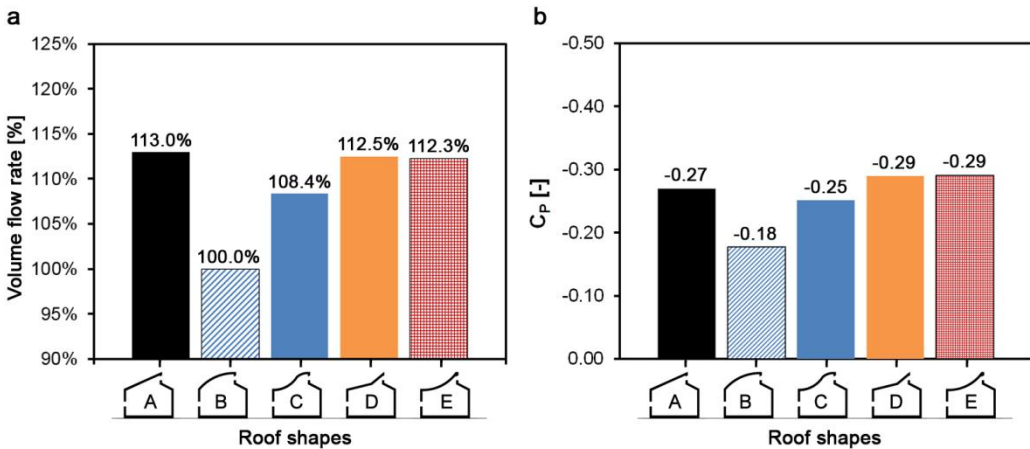 a
Volume flow rate [%]
125%
120%
115%
110%
105%
100%
95%
90%
113.0%
100.0%
108.4%
112.5%
112.3%
A
B
C
D
E
Roof shapes
b
C_P [-]
-0.50
-0.40
-0.30
-0.20
-0.10
0.00
-0.27
-0.18
-0.25
-0.29
-0.29
A
B
C
D
E
Roof shapes